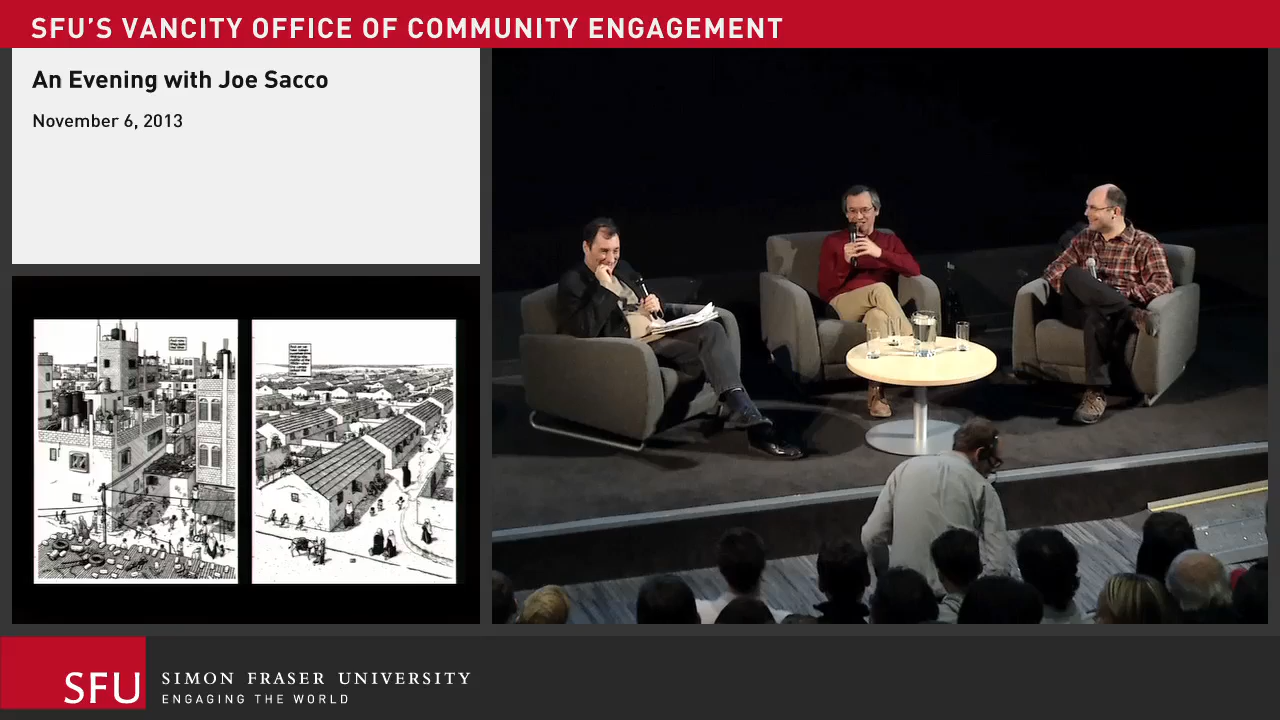 SFU'S VANCITY OFFICE OF COMMUNITY ENGAGEMENT
An Evening with Joe Sacco
November 6, 2013
SFU
SIMON FRASER UNIVERSITY
ENGAGING THE WORLD